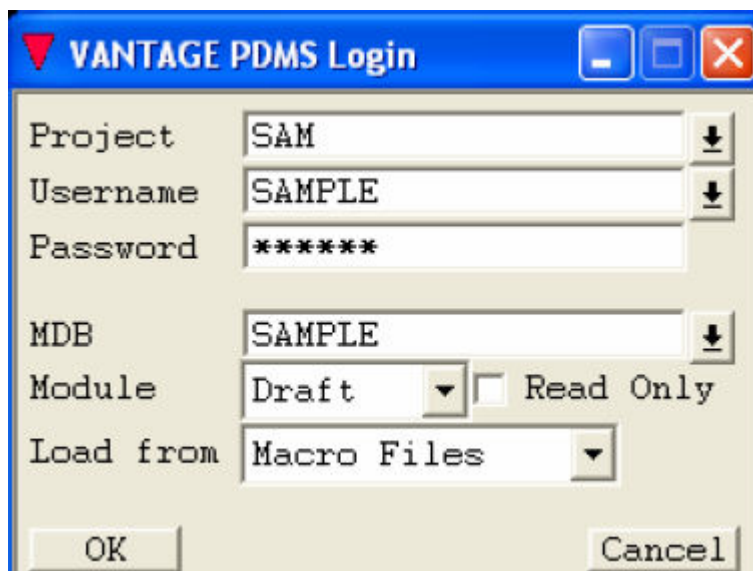 VANTAGE PDMS Login
Project SAM
Username SAMPLE
Password ******
MDB SAMPLE
Module Draft Read Only
Load from Macro Files
OK Cancel